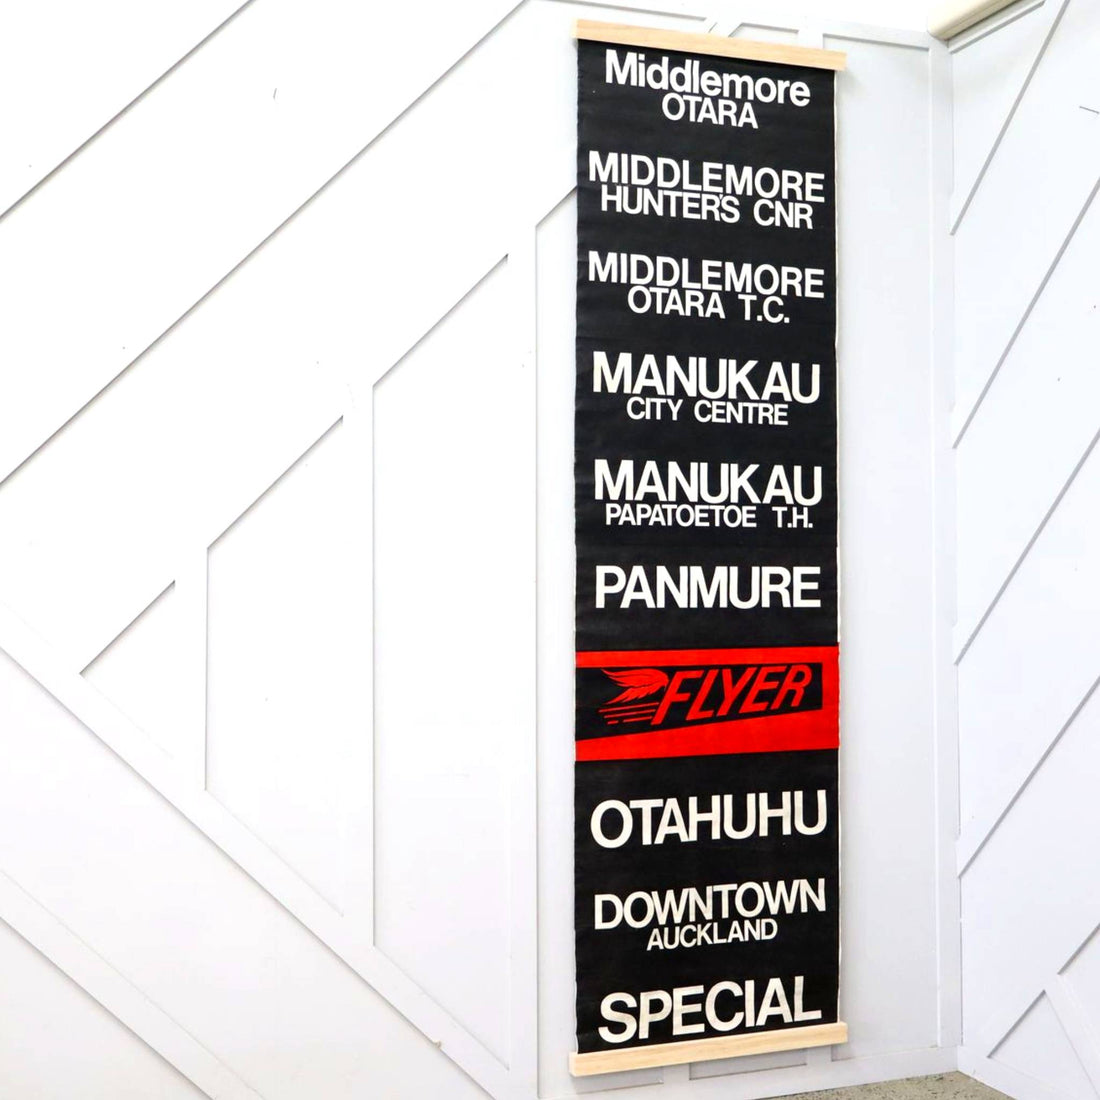 Middlemore
OTARA
MIDDLEMORE
HUNTER'S CNR
MIDDLEMORE
OTARA T.C.
MANUKAU
CITY CENTRE
MANUKAU
PAPATOETOE T.H.
PANMURE
FLYER
OTAHUHU
DOWNTOWN
AUCKLAND
SPECIAL